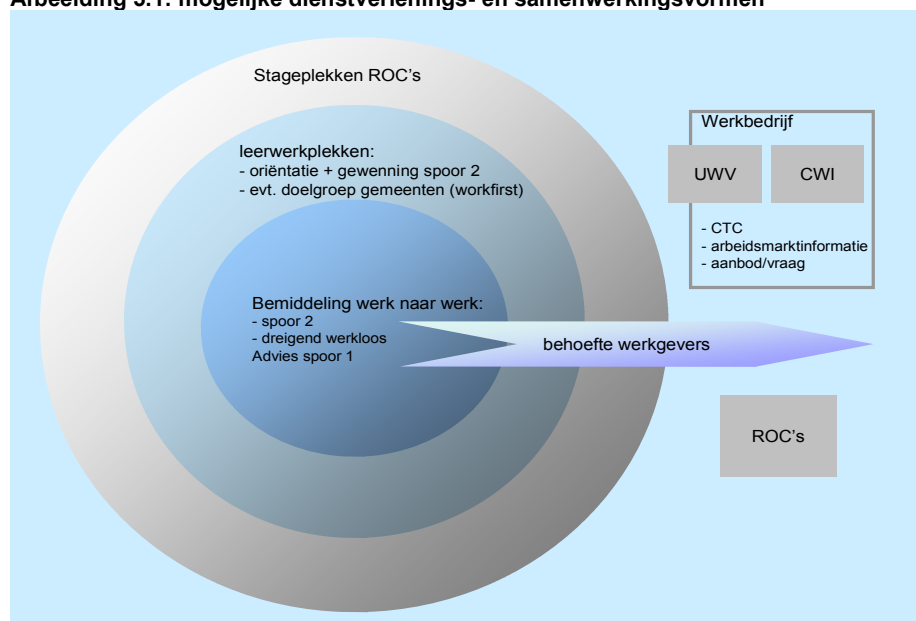 Afbeelding 3.1: mogelijke dienstverlenings- en samenwerkingsvormen
Stageplekken ROC's
leerwerkplekken:
- oriëntatie + gewenning spoor 2
- evt. doelgroep gemeenten (workfirst)
Bemiddeling werk naar werk:
- spoor 2
- dreigend werkloos
Advies spoor 1
behoefte werkgevers
Werkbedrijf
UWV
CWI
- CTC
- arbeidsmarktinformatie
- aanbod/vraag
ROC's